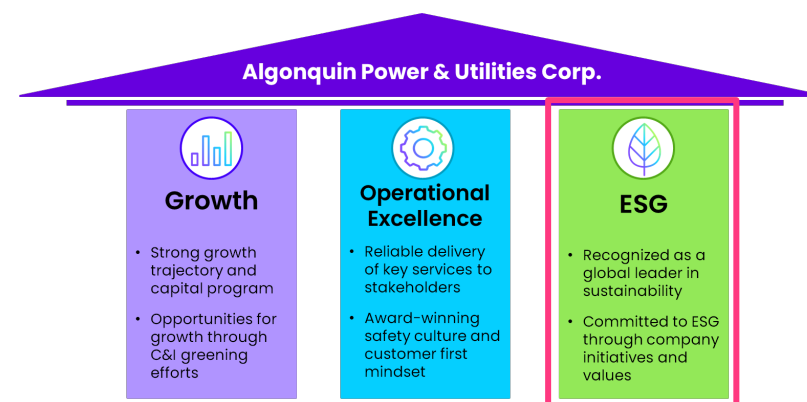 Algonquin Power & Utilities Corp.
Growth
• Strong growth
trajectory and
capital program
• Opportunities for
growth through
C&I greening
efforts
Operational
Excellence
• Reliable delivery
of key services to
stakeholders
• Award-winning
safety culture and
customer first
mindset
ESG
• Recognized as a
global leader in
sustainability
• Committed to ESG
through company
initiatives and
values